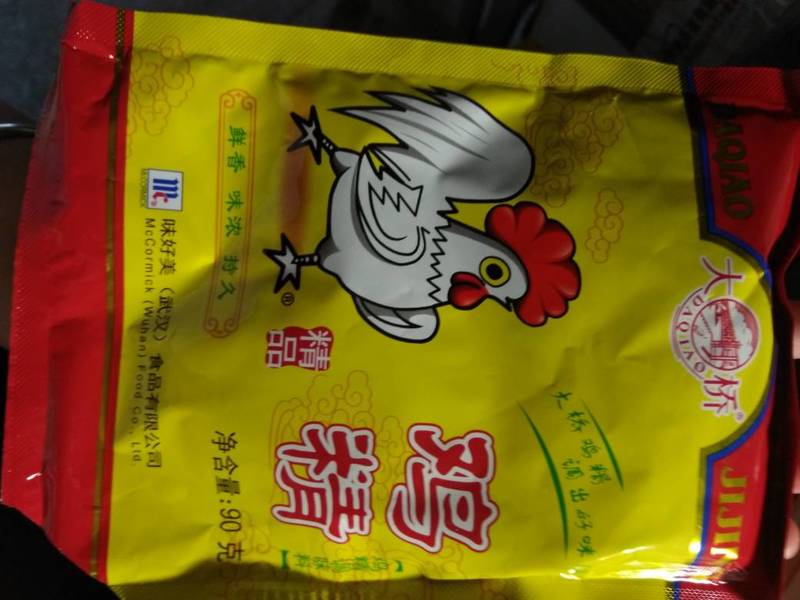 DAQIAO
JIJI
大桥®
DAQIAO
大桥鸡精
调出好味
鸡精
精品
®
净含量:90克
鲜香 味浓 持久
味好美（武汉）食品有限公司
McCormick (Wuhan) Food Co., Ltd.